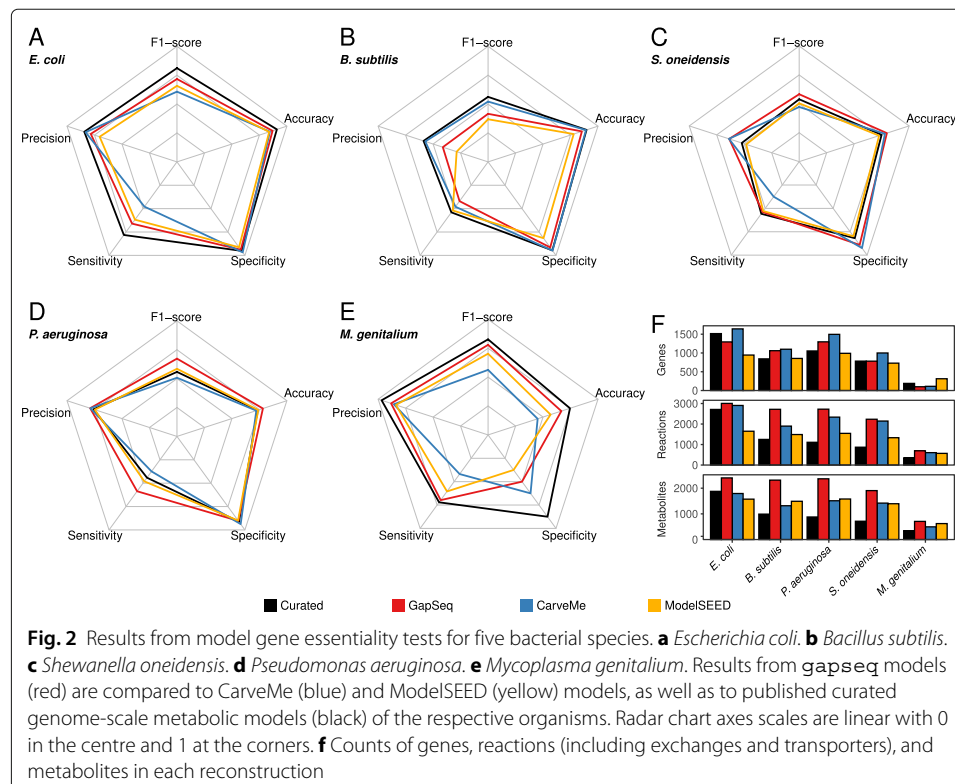 A
E. coli
F1–score
Accuracy
Specificity
Sensitivity
Precision
B
B. subtilis
F1–score
Accuracy
Specificity
Sensitivity
Precision
C
S. oneidensis
F1–score
Accuracy
Specificity
Sensitivity
Precision
D
P. aeruginosa
F1–score
Accuracy
Specificity
Sensitivity
Precision
E
M. genitalium
F1–score
Accuracy
Specificity
Sensitivity
Precision
F
Genes
1500
1000
500
0
Reactions
3000
2000
1000
0
Metabolites
2000
1000
0
E. coli
B. subtilis
P. aeruginosa
S. oneidensis
M. genitalium
Curated GapSeq CarveMe ModelSEED
Fig. 2 Results from model gene essentiality tests for five bacterial species. a Escherichia coli. b Bacillus subtilis.
c Shewanella oneidensis. d Pseudomonas aeruginosa. e Mycoplasma genitalium. Results from gapseq models
(red) are compared to CarveMe (blue) and ModelSEED (yellow) models, as well as to published curated
genome-scale metabolic models (black) of the respective organisms. Radar chart axes scales are linear with 0
in the centre and 1 at the corners. f Counts of genes, reactions (including exchanges and transporters), and
metabolites in each reconstruction